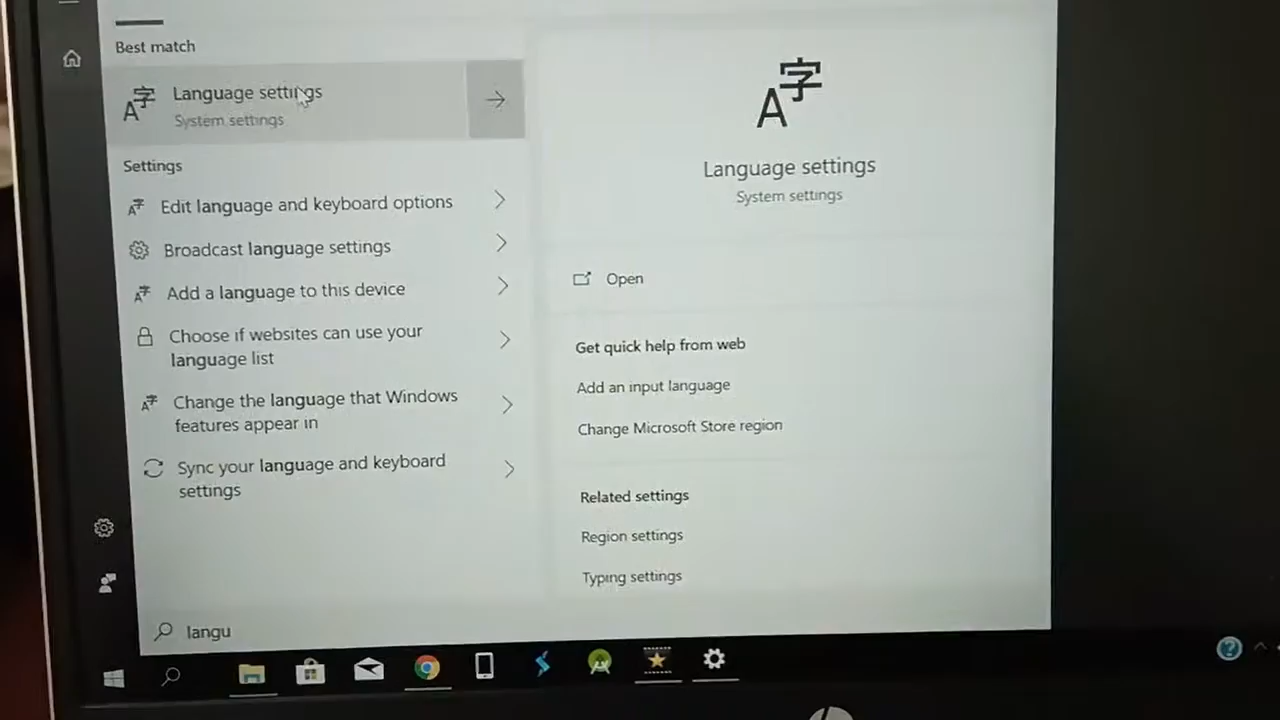 Best match
Language settings
System settings
Settings
Edit language and keyboard options
Broadcast language settings
Add a language to this device
Choose if websites can use your
language list
Change the language that Windows
features appear in
Sync your language and keyboard
settings
langu
A字
Language settings
System settings
Open
Get quick help from web
Add an input language
Change Microsoft Store region
Related settings
Region settings
Typing settings